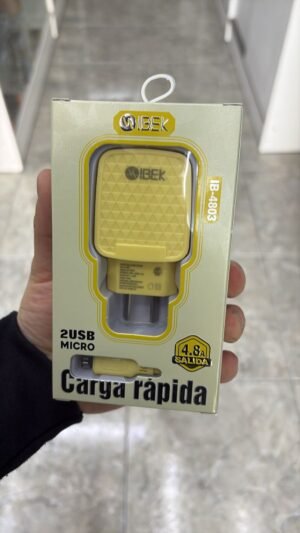 IBEK
IBEK
IB-4803
2USB
MICRO
4.8A
SALIDA
Carga rápida